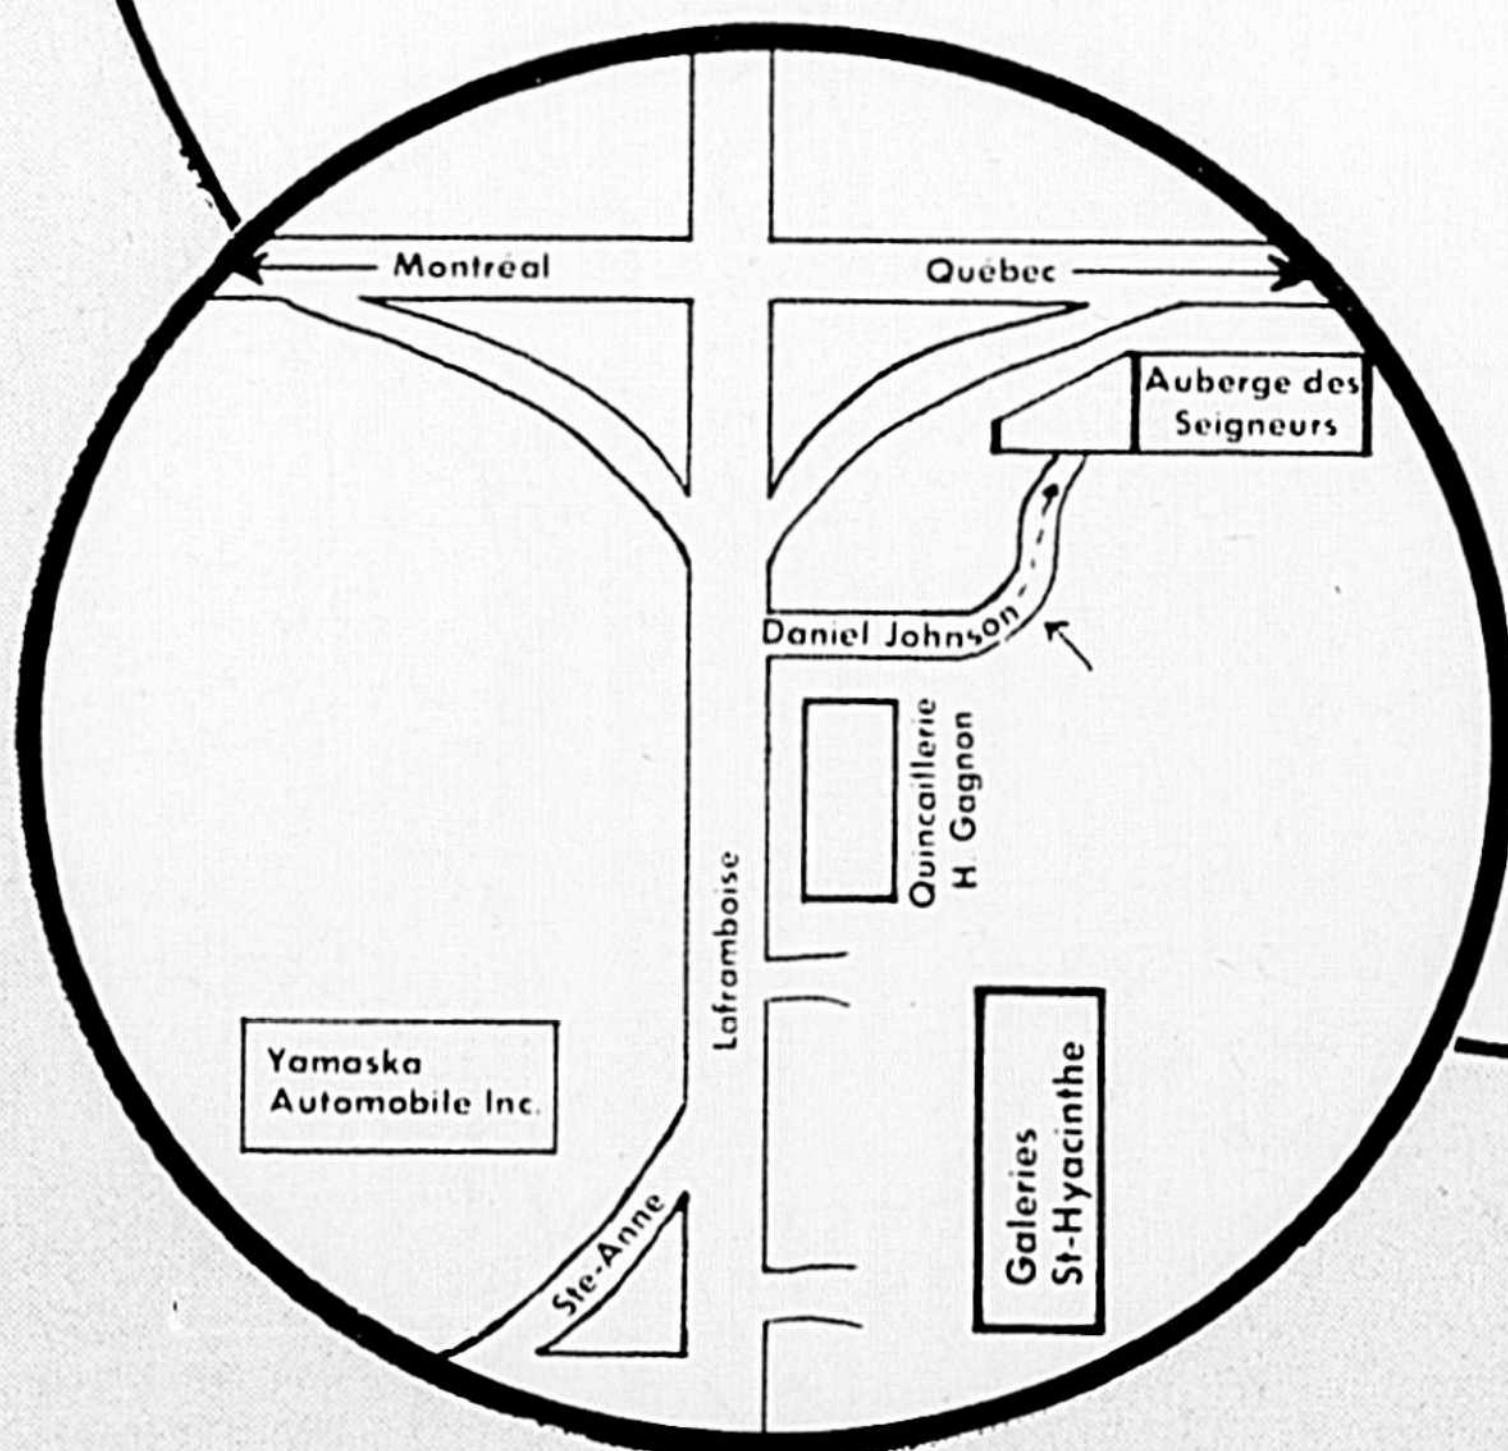 Montréal
Québec
Auberge des
Seigneurs
Daniel Johnson
Quincaillerie
H. Gagnon
Laframboise
Yamaska
Automobile Inc.
Galeries
St-Hyacinthe
Ste-Anne